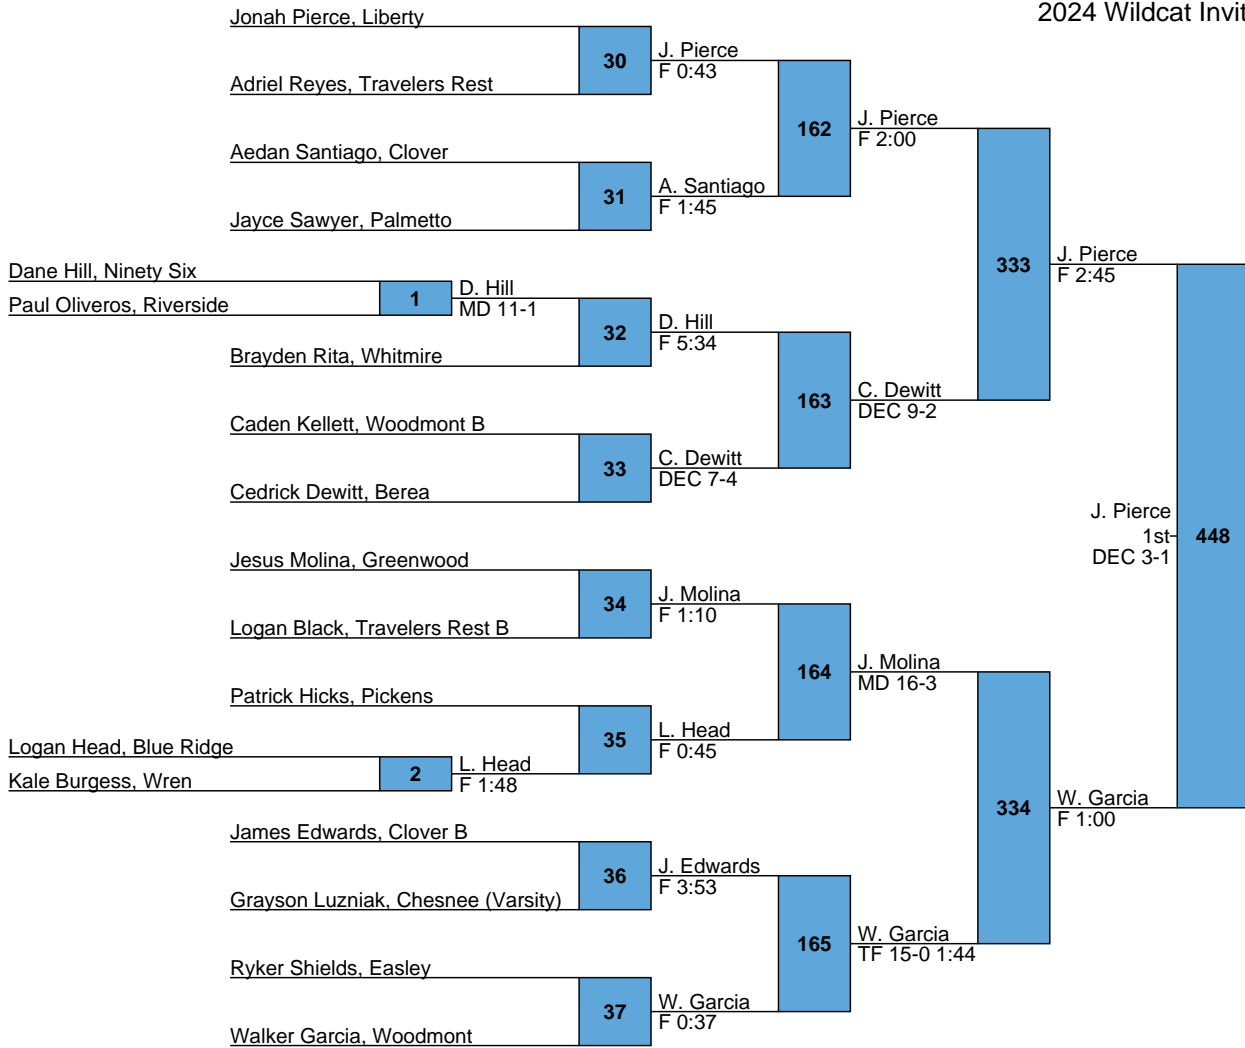 2024 Wildcat Invit
Jonah Pierce, Liberty
30
J. Pierce
F 0:43
Adriel Reyes, Travelers Rest
162
J. Pierce
F 2:00
Aedan Santiago, Clover
31
A. Santiago
F 1:45
Jayce Sawyer, Palmetto
333
J. Pierce
F 2:45
Dane Hill, Ninety Six
1
D. Hill
MD 11-1
Paul Oliveros, Riverside
32
D. Hill
F 5:34
Brayden Rita, Whitmire
163
C. Dewitt
DEC 9-2
Caden Kellett, Woodmont B
33
C. Dewitt
DEC 7-4
Cedrick Dewitt, Berea
J. Pierce
1st
DEC 3-1
448
Jesus Molina, Greenwood
34
J. Molina
F 1:10
Logan Black, Travelers Rest B
164
J. Molina
MD 16-3
Patrick Hicks, Pickens
35
L. Head
F 0:45
Logan Head, Blue Ridge
2
L. Head
F 1:48
Kale Burgess, Wren
334
W. Garcia
F 1:00
James Edwards, Clover B
36
J. Edwards
F 3:53
Grayson Luzniak, Chesnee (Varsity)
165
W. Garcia
TF 15-0 1:44
Ryker Shields, Easley
37
W. Garcia
F 0:37
Walker Garcia, Woodmont